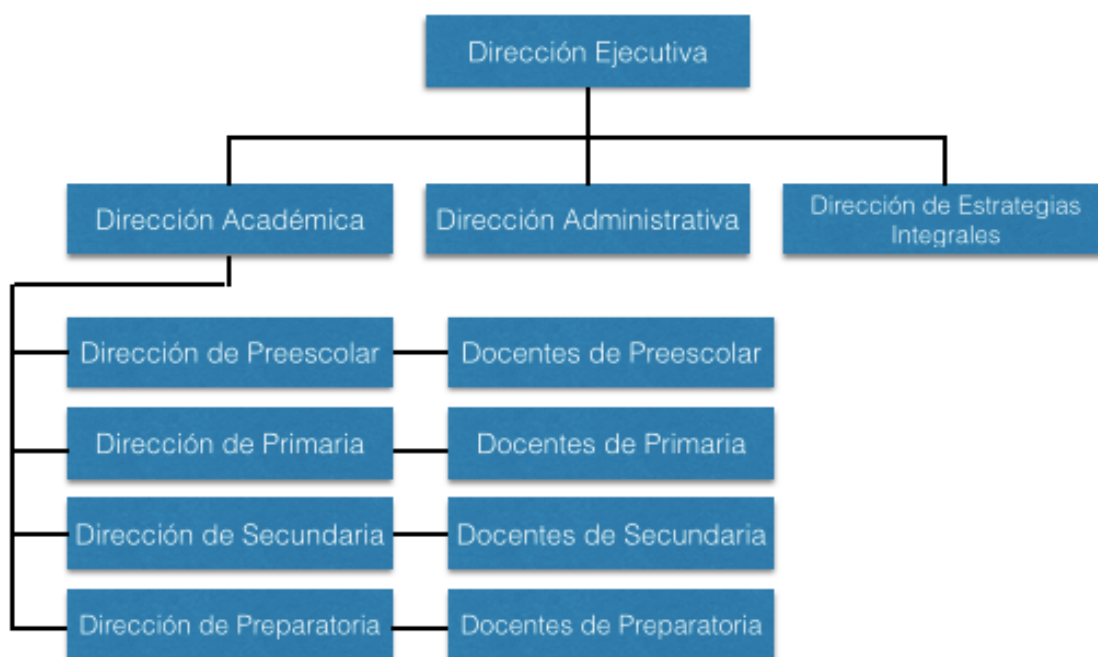 Dirección Ejecutiva
Dirección Académica
Dirección Administrativa
Dirección de Estrategias
Integrales
Dirección de Preescolar
Docentes de Preescolar
Dirección de Primaria
Docentes de Primaria
Dirección de Secundaria
Docentes de Secundaria
Dirección de Preparatoria
Docentes de Preparatoria